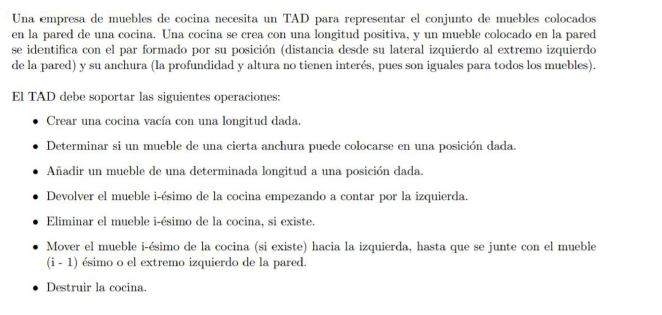 Una empresa de muebles de cocina necesita un TAD para representar el conjunto de muebles colocados
en la pared de una cocina. Una cocina se crea con una longitud positiva, y un mueble colocado en la pared
se identifica con el par formado por su posición (distancia desde su lateral izquierdo al extremo izquierdo
de la pared) y su anchura (la profundidad y altura no tienen interés, pues son iguales para todos los muebles).
El TAD debe soportar las siguientes operaciones:
• Crear una cocina vacía con una longitud dada.
• Determinar si un mueble de una cierta anchura puede colocarse en una posición dada.
• Añadir un mueble de una determinada longitud a una posición dada.
• Devolver el mueble i-ésimo de la cocina empezando a contar por la izquierda.
• Eliminar el mueble i-ésimo de la cocina, si existe.
• Mover el mueble i-ésimo de la cocina (si existe) hacia la izquierda, hasta que se junte con el mueble
(i - 1) ésimo o el extremo izquierdo de la pared.
• Destruir la cocina.